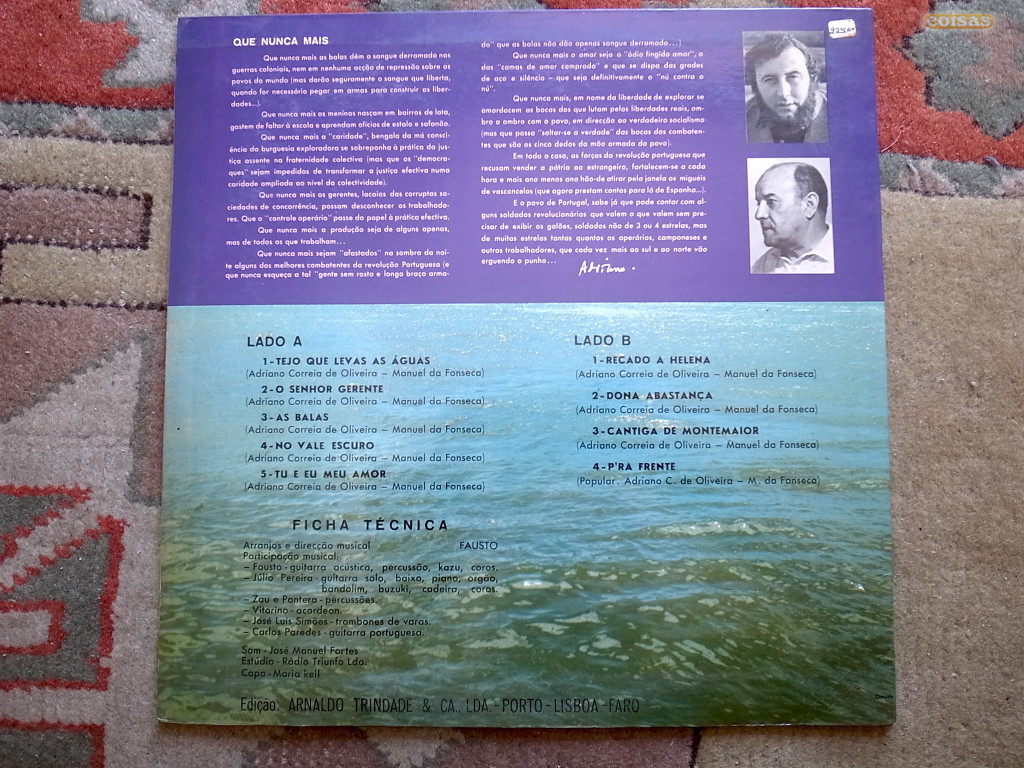 coisas
92500
QUE NUNCA MAIS
Que nunca mais as balas dêm o sangue derramado nas
guerras coloniais, nem em nenhuma acção de repressão sobre os
povos do mundo (mas darão seguramente o sangue que liberta,
quando for necessário pegar em armas para construir as liber-
dades...).
Que nunca mais os meninos nasçam em bairros de lata,
gostem de faltar à escola e aprendam ofícios de estalo e safanão.
Que nunca mais a "caridade", bengala da má consci-
ência da burguesia exploradora se sobreponha à prática da jus-
tiça assente na fraternidade colectiva (mas que os "democra-
ques" sejam impedidos de transformar a justiça efectiva numa
caridade ampliada ao nível da colectividade).
Que nunca mais os gerentes, lacaios das corruptas so-
ciedades de concorrência, possam desconhecer os trabalhado-
res. Que o "controle operário" passe do papel à prática efectiva.
Que nunca mais a produção seja de alguns apenas,
mas de todos os que trabalham...
Que nunca mais sejam "afastados" na sombra da noi-
te alguns dos melhores combatentes da revolução Portuguesa (e
que nunca esqueça a tal "gente sem rosto e longo braço arma-
do" que as balas não dão apenas sangue derramado...)
Que nunca mais o amor seja o "ódio fingido amor", o
das "camas de amor comprado" e que se dispa das grades
de aço e silêncio – que seja definitivamente o "nú contra o
nú".
Que nunca mais, em nome da liberdade de explorar se
amordacem as bocas dos que lutam pelas liberdades reais, om-
bro a ombro com o povo, em direcção ao verdadeiro socialismo
(mas que possa "soltar-se a verdade" das bocas dos combaten-
tes que são os cinco dedos da mão armada do povo).
Em todo o caso, as forças da revolução portuguesa que
recusam vender a pátria ao estrangeiro, fortalecem-se a cada
hora e mais ano menos ano hão-de atirar pela janela os miguéis
de vasconcelos (que agora prestam contas para lá de Espanha...).
E o povo de Portugal, sabe já que pode contar com al-
guns soldados revolucionários que valem o que valem sem pre-
cisar de exibir os galões, soldados não de 3 ou 4 estrelas, mas
de muitas estrelas tantas quantos os operários, camponeses e
outros trabalhadores, que cada vez mais ao sul e ao norte vão
erguendo o punho...
Adriano.
LADO A
1-TEJO QUE LEVAS AS ÁGUAS
(Adriano Correia de Oliveira – Manuel da Fonseca)
2-O SENHOR GERENTE
(Adriano Correia de Oliveira – Manuel da Fonseca)
3-AS BALAS
(Adriano Correia de Oliveira – Manuel da Fonseca)
4-NO VALE ESCURO
(Adriano Correia de Oliveira – Manuel da Fonseca)
5-TU E EU MEU AMOR
(Adriano Correia de Oliveira – Manuel da Fonseca)
LADO B
1-RECADO A HELENA
(Adriano Correia de Oliveira – Manuel da Fonseca)
2-DONA ABASTANÇA
(Adriano Correia de Oliveira – Manuel da Fonseca)
3-CANTIGA DE MONTEMAIOR
(Adriano Correia de Oliveira – Manuel da Fonseca)
4-P'RA FRENTE
(Popular. Adriano C. de Oliveira – M. da Fonseca)
FICHA TÉCNICA
Arranjos e direcção musical FAUSTO
Participação musical:
– Fausto - guitarra acústica, percussão, kazu, coros.
– Júlio Pereira - guitarra solo, baixo, piano, orgão,
bandolim, buzuki, cadeira, coros.
– Zau e Pantera - percussões.
– Vitorino - acordeon.
– José Luis Simões - trombones de varas.
– Carlos Paredes - guitarra portuguesa.
Som - José Manuel Fortes
Estúdio - Rádio Triunfo Lda.
Capa - Maria keil
Edição: ARNALDO TRINDADE & CA., LDA. - PORTO - LISBOA - FARO